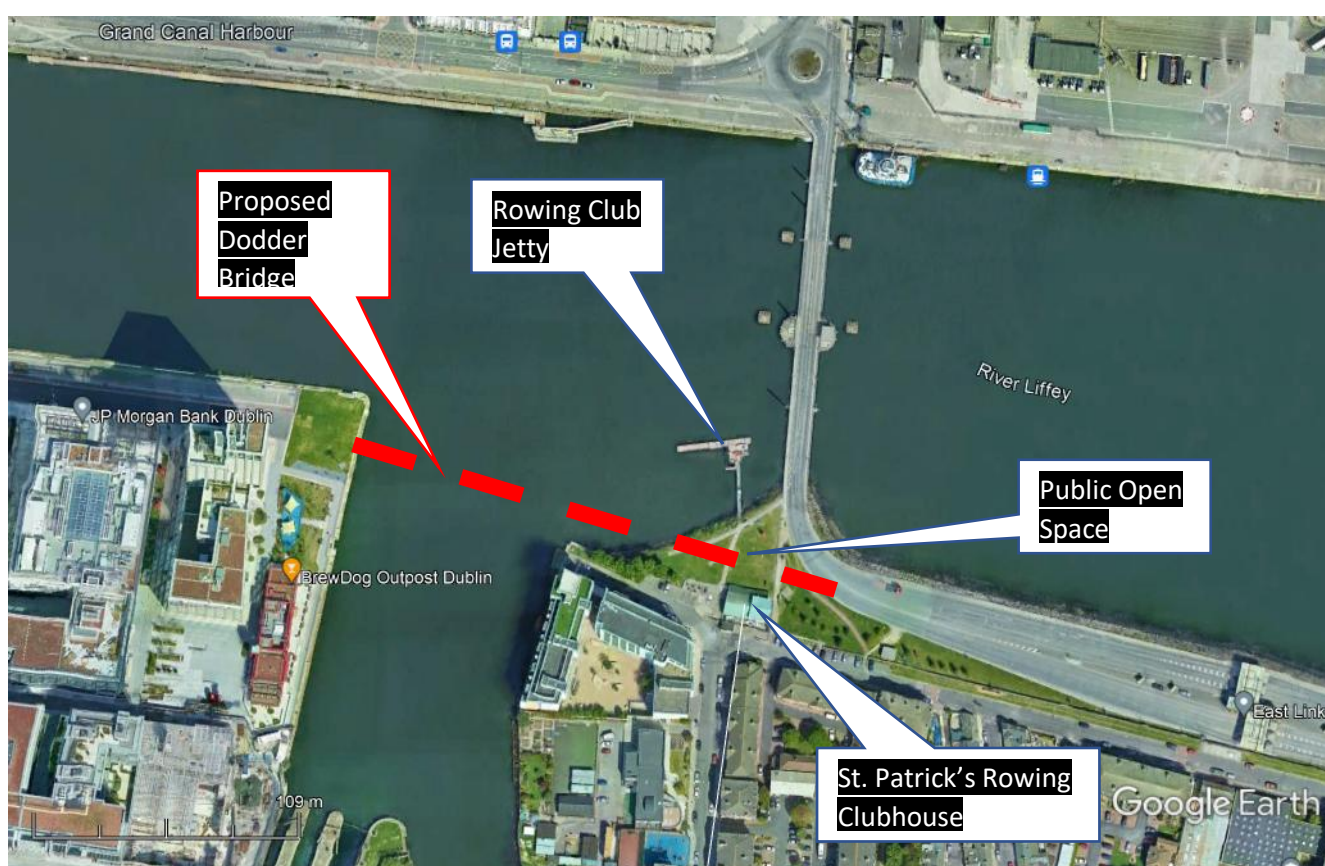 Grand Canal Harbour
Proposed
Dodder
Bridge
Rowing Club
Jetty
River Liffey
JP Morgan Bank Dublin
Public Open
Space
BrewDog Outpost Dublin
East Link
St. Patrick’s Rowing
Clubhouse
109 m
Google Earth